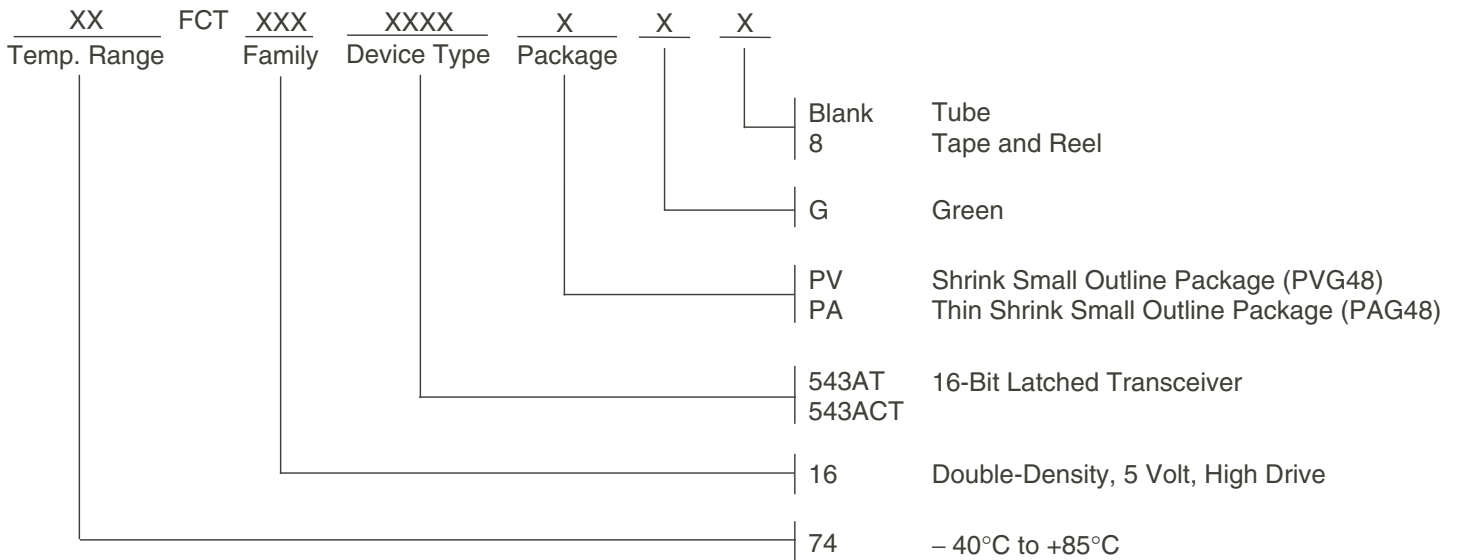 XX FCT XXX XXXX X X X
Temp. Range Family Device Type Package
Blank Tube
8 Tape and Reel
G Green
PV Shrink Small Outline Package (PVG48)
PA Thin Shrink Small Outline Package (PAG48)
543AT 16-Bit Latched Transceiver
543ACT
16 Double-Density, 5 Volt, High Drive
74 – 40°C to +85°C